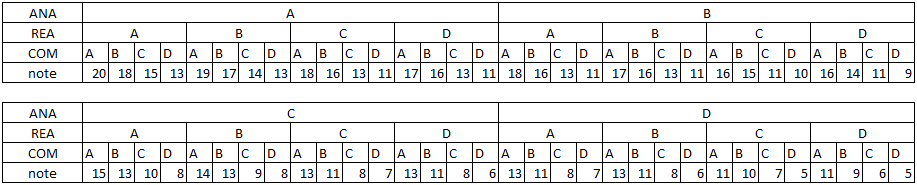 ANA A B
REA A B C D A B C D
COM A B C D A B C D A B C D A B C D A B C D A B C D A B C D A B C D
note 20 18 15 13 19 17 14 13 18 16 13 11 17 16 13 11 18 16 13 11 17 16 13 11 16 15 11 10 16 14 11 9
ANA C D
REA A B C D A B C D
COM A B C D A B C D A B C D A B C D A B C D A B C D A B C D A B C D
note 15 13 10 8 14 13 9 8 13 11 8 7 13 11 8 6 13 11 8 7 13 11 8 6 11 10 7 5 11 9 6 5